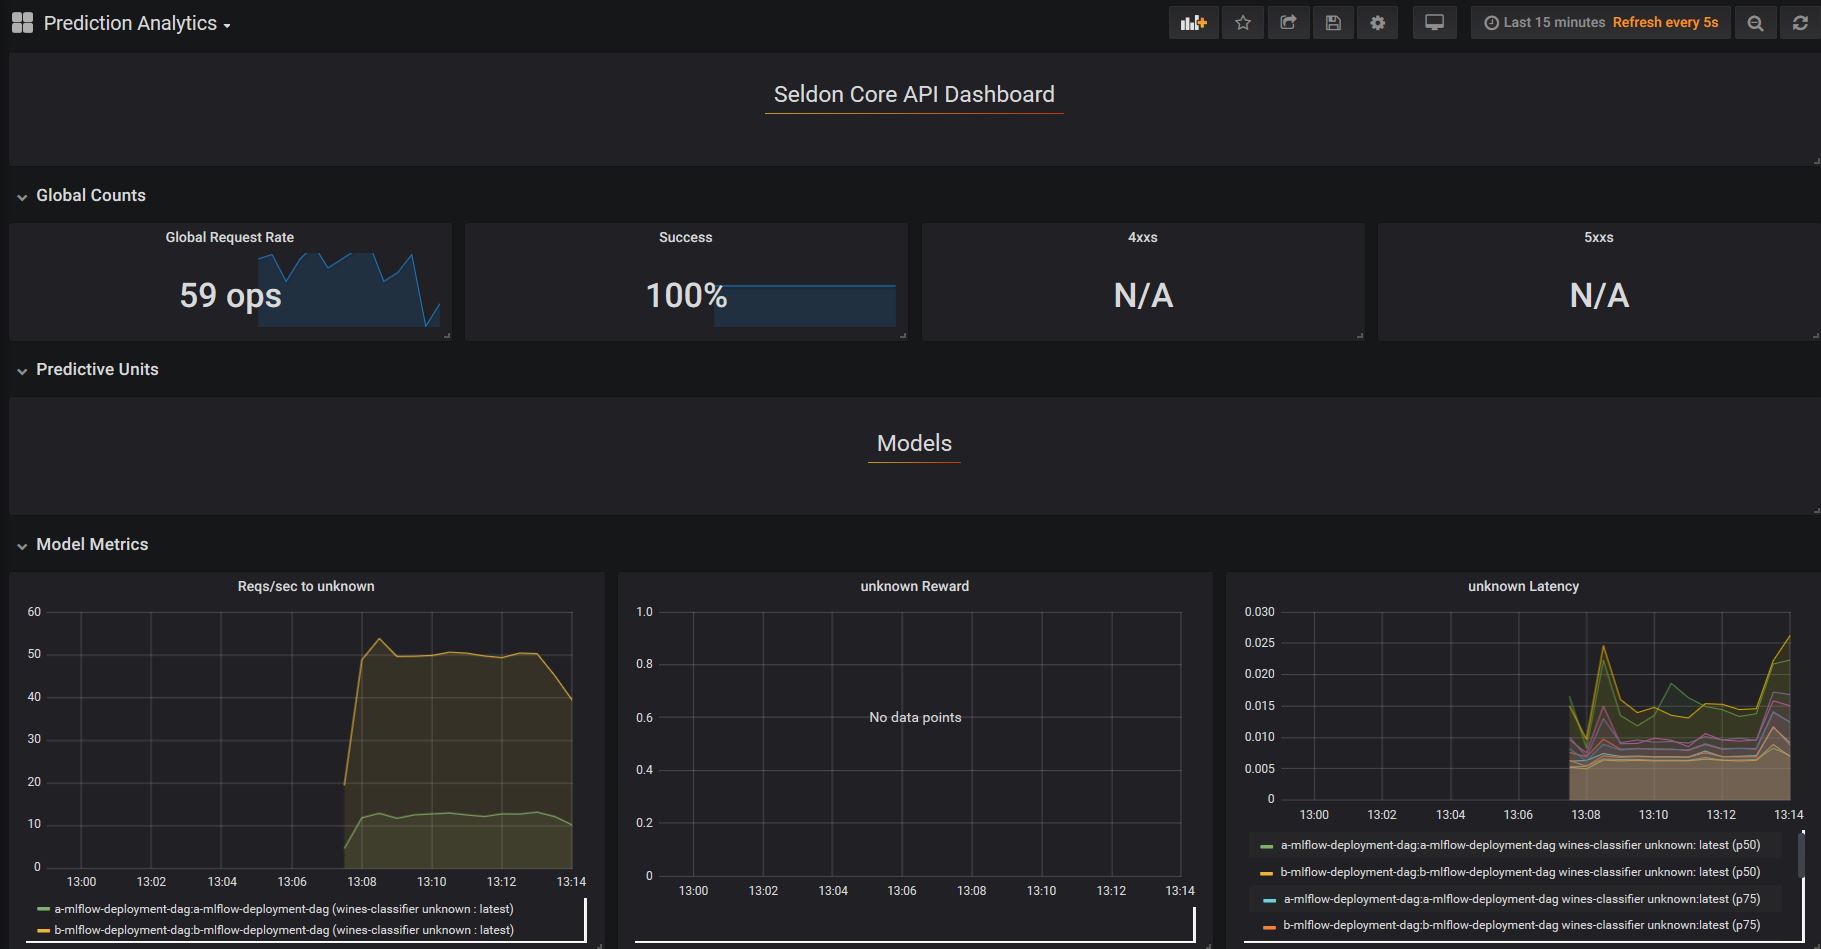 Prediction Analytics
Last 15 minutes Refresh every 5s
Seldon Core API Dashboard
Global Counts
Global Request Rate
59 ops
Success
100%
4xxs
N/A
5xxs
N/A
Predictive Units
Models
Model Metrics
Reqs/sec to unknown
60
50
40
30
20
10
0
13:00 13:02 13:04 13:06 13:08 13:10 13:12 13:14
a-mlflow-deployment-dag:a-mlflow-deployment-dag (wines-classifier unknown : latest)
b-mlflow-deployment-dag:b-mlflow-deployment-dag (wines-classifier unknown : latest)
unknown Reward
1.0
0.8
0.6
0.4
0.2
0
No data points
13:00 13:02 13:04 13:06 13:08 13:10 13:12 13:14
unknown Latency
0.030
0.025
0.020
0.015
0.010
0.005
0
13:00 13:02 13:04 13:06 13:08 13:10 13:12 13:14
a-mlflow-deployment-dag:a-mlflow-deployment-dag wines-classifier unknown: latest (p50)
b-mlflow-deployment-dag:b-mlflow-deployment-dag wines-classifier unknown: latest (p50)
a-mlflow-deployment-dag:a-mlflow-deployment-dag wines-classifier unknown:latest (p75)
b-mlflow-deployment-dag:b-mlflow-deployment-dag wines-classifier unknown:latest (p75)